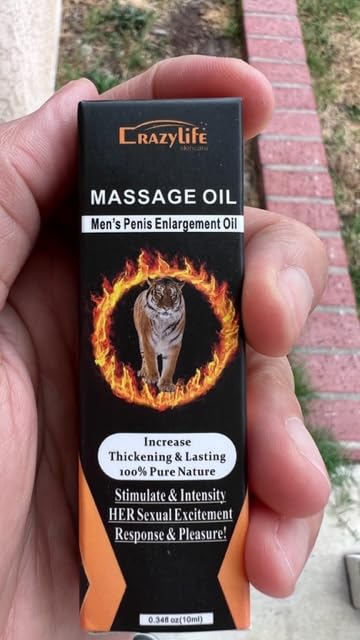 CRAZYLIFE
skincare
MASSAGE OIL
Men's Penis Enlargement Oil
Increase
Thickening & Lasting
100% Pure Nature
Stimulate & Intensity
HER Sexual Excitement
Response & Pleasure!
0.34fl oz(10ml)